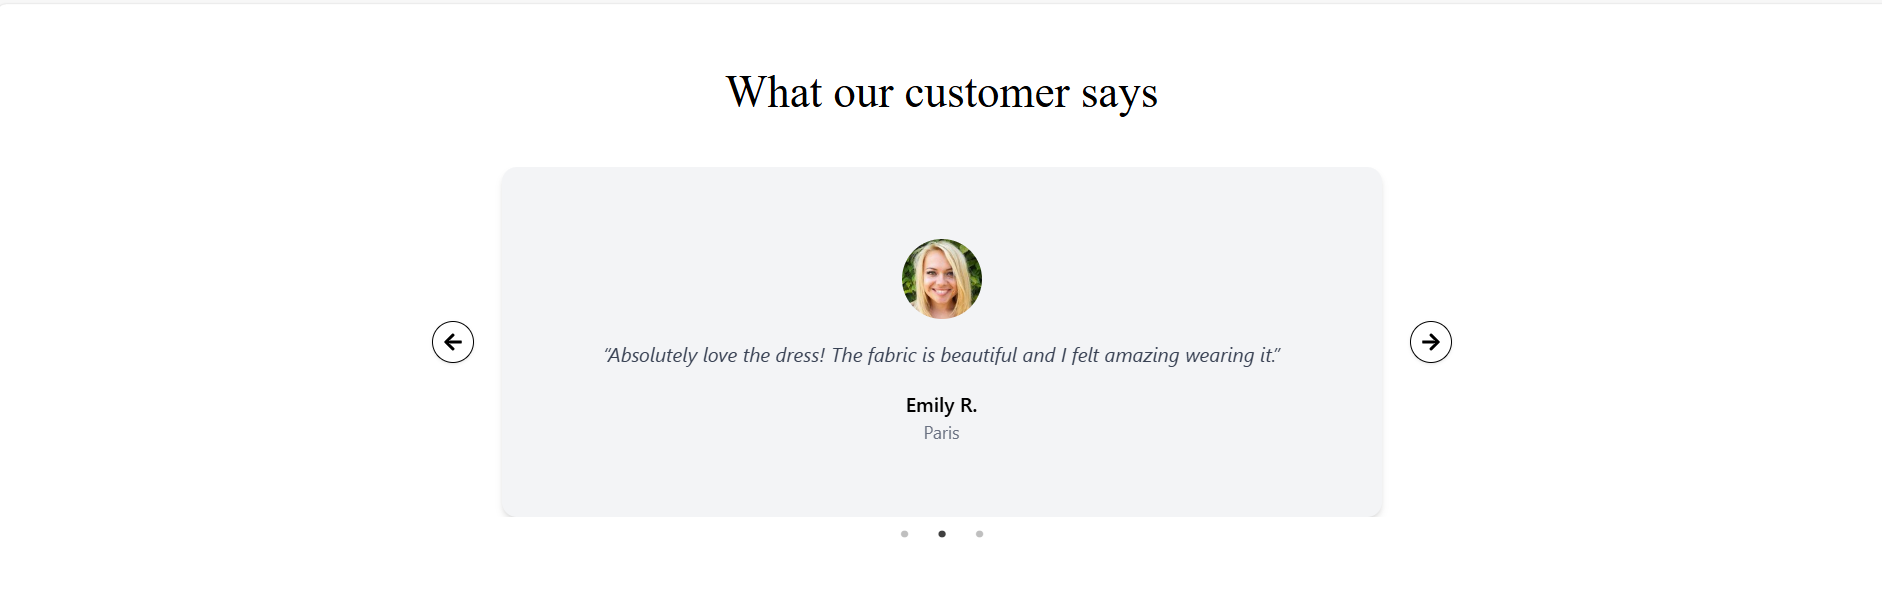 What our customer says
“Absolutely love the dress! The fabric is beautiful and I felt amazing wearing it.”
Emily R.
Paris